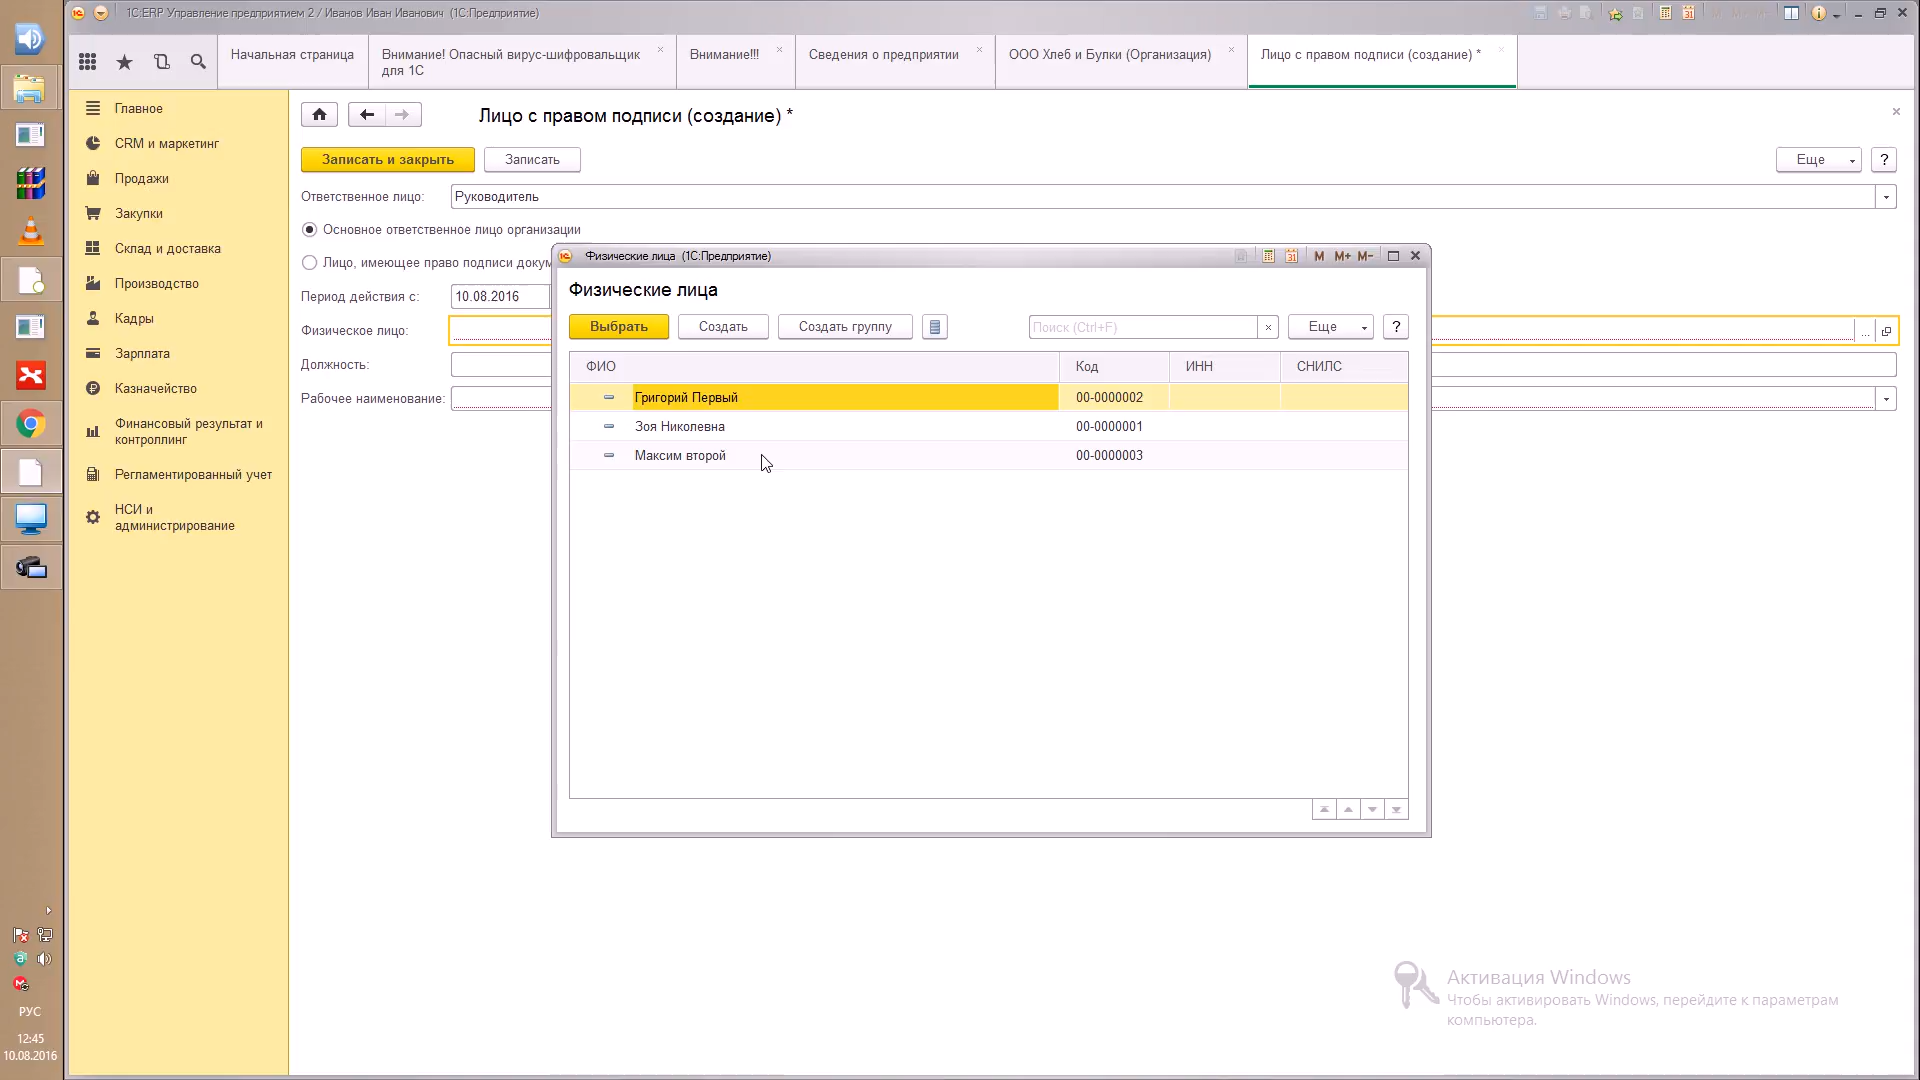 1С:ERP Управление предприятием 2 / Иванов Иван Иванович (1С:Предприятие)
Начальная страница
Внимание! Опасный вирус-шифровальщик
для 1С
Внимание!!!
Сведения о предприятии
ООО Хлеб и Булки (Организация)
Лицо с правом подписи (создание) *
Главное
CRM и маркетинг
Продажи
Закупки
Склад и доставка
Производство
Кадры
Зарплата
Казначейство
Финансовый результат и
контроллинг
Регламентированный учет
НСИ и
администрирование
Лицо с правом подписи (создание) *
Записать и закрыть
Записать
Еще
?
Ответственное лицо:
Руководитель
Основное ответственное лицо организации
Лицо, имеющее право подписи докум
Период действия с:
10.08.2016
Физическое лицо:
...
Должность:
Рабочее наименование:
Физические лица (1С:Предприятие)
31
M M+ M-
Физические лица
Выбрать
Создать
Создать группу
Поиск (Ctrl+F)
×
Еще
?
ФИО
Код
ИНН
СНИЛС
Григорий Первый
00-0000002
Зоя Николевна
00-0000001
Максим второй
00-0000003
Активация Windows
Чтобы активировать Windows, перейдите к параметрам
компьютера.
РУС
12:45
10.08.2016